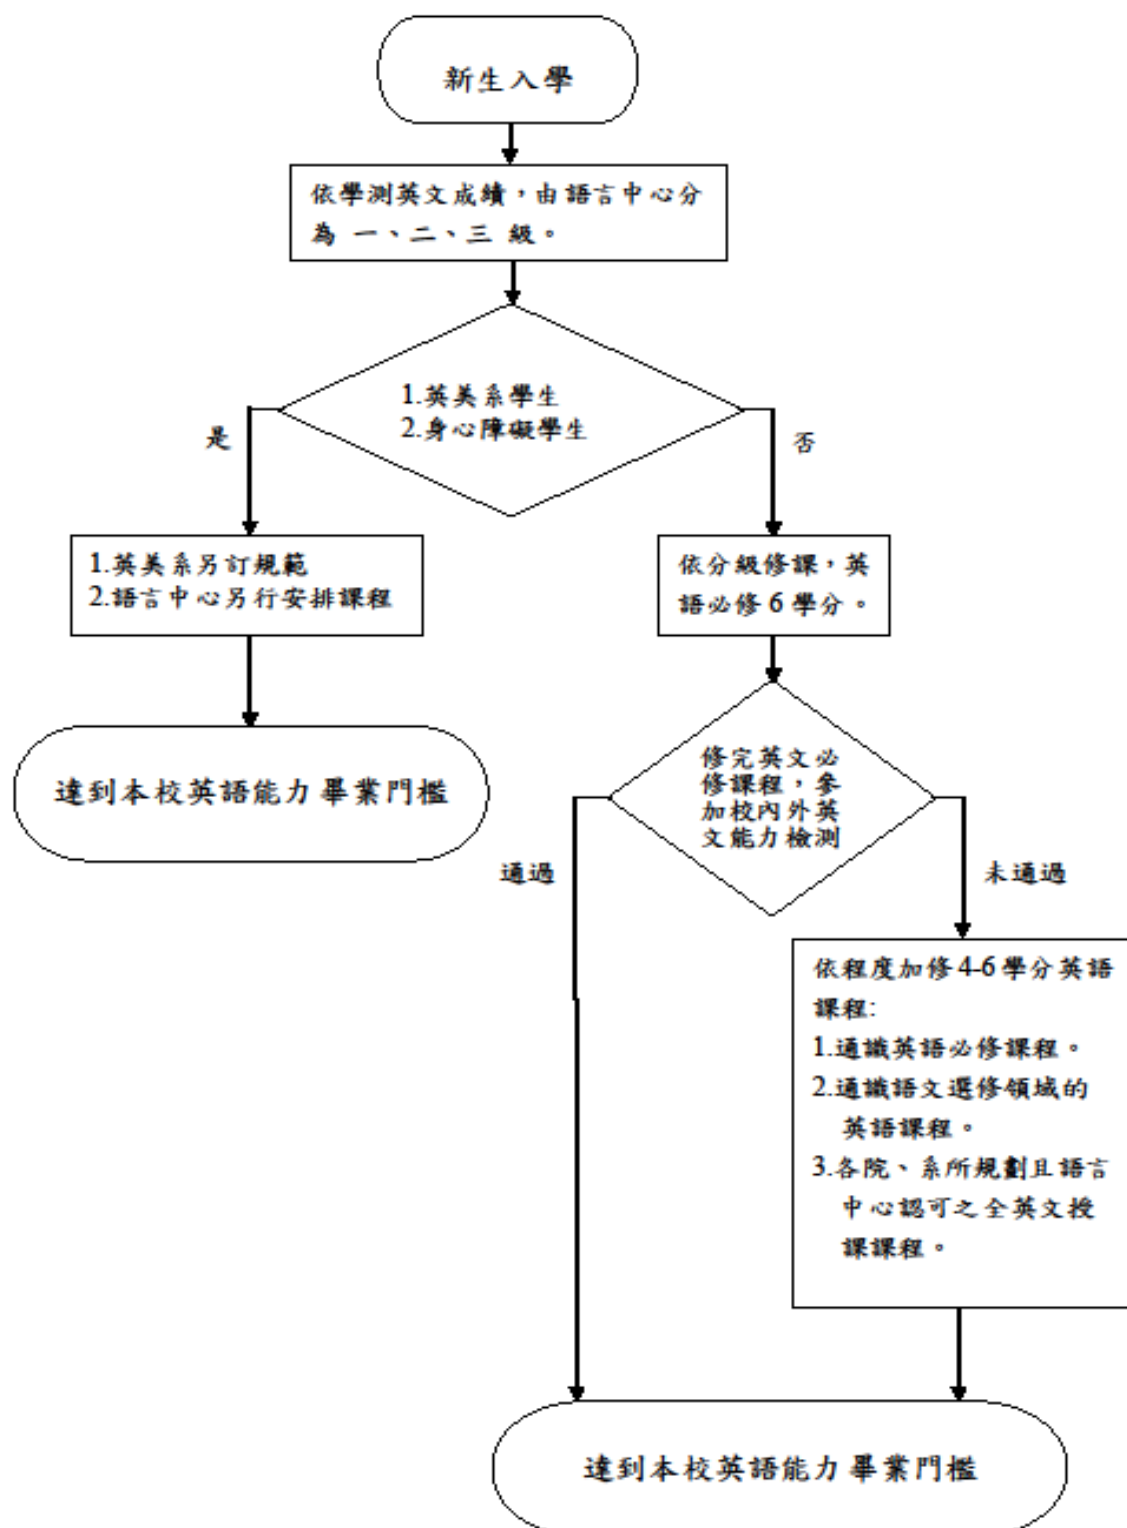 新生入學
依學測英文成績，由語言中心分
為 一、二、三 級。
1.英美系學生
2.身心障礙學生
是
否
1.英美系另訂規範
2.語言中心另行安排課程
依分級修課，英
語必修 6 學分。
達到本校英語能力畢業門檻
修完英文必
修課程，參
加校內外英
文能力檢測
通過
未通過
依程度加修 4-6 學分英語
課程:
1.通識英語必修課程。
2.通識語文選修領域的
英語課程。
3.各院、系所規劃且語言
中心認可之全英文授
課課程。
達到本校英語能力畢業門檻